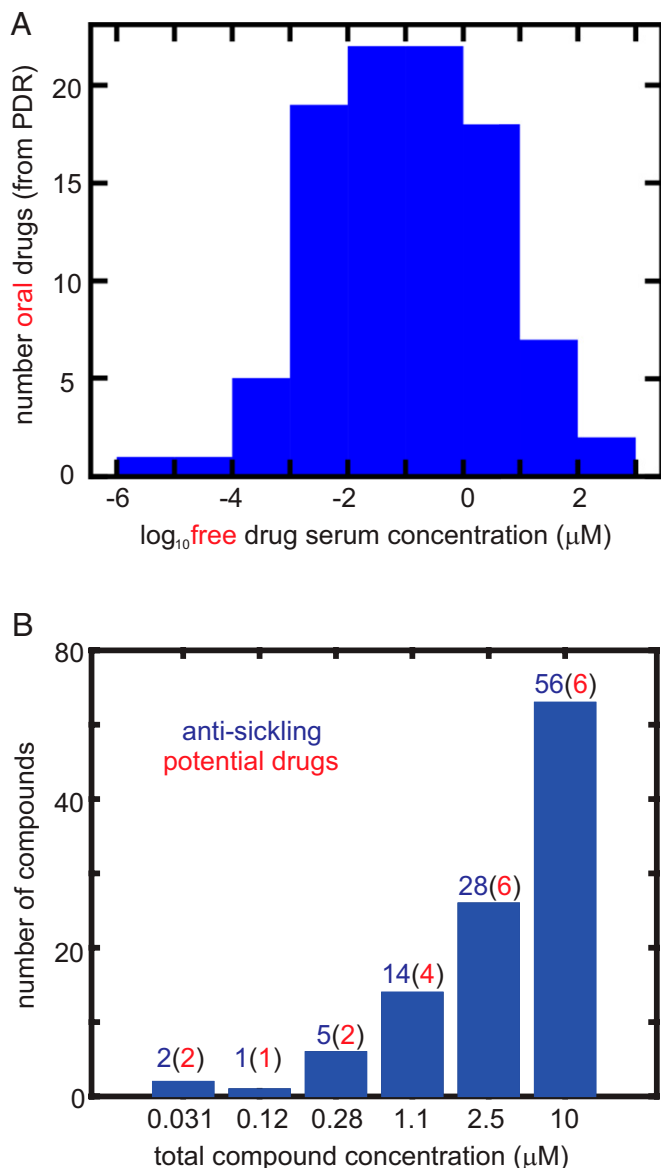 A
number oral drugs (from PDR)
20
15
10
5
0
-6 -4 -2 0 2
log₁₀free drug serum concentration (μM)
B
number of compounds
80
40
20
0
anti-sickling
potential drugs
56(6)
28(6)
14(4)
5(2)
2(2) 1(1)
0.031 0.12 0.28 1.1 2.5 10
total compound concentration (μM)